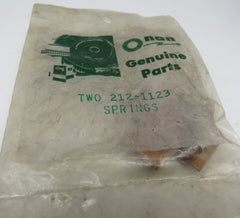 Onan
Genuine
Parts
TWO 212-1123
SPRINGS